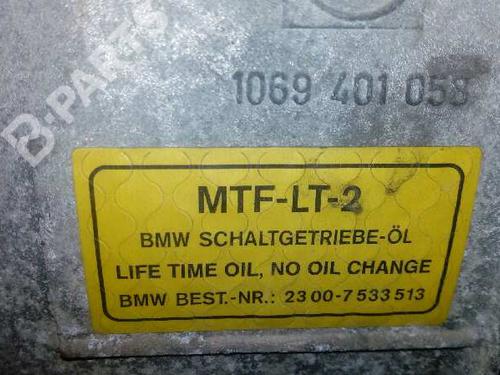 B-PARTS
1069 401 058
MTF-LT-2
BMW SCHALTGETRIEBE-ÖL
LIFE TIME OIL, NO OIL CHANGE
BMW BEST.-NR.: 23 00-7 533 513